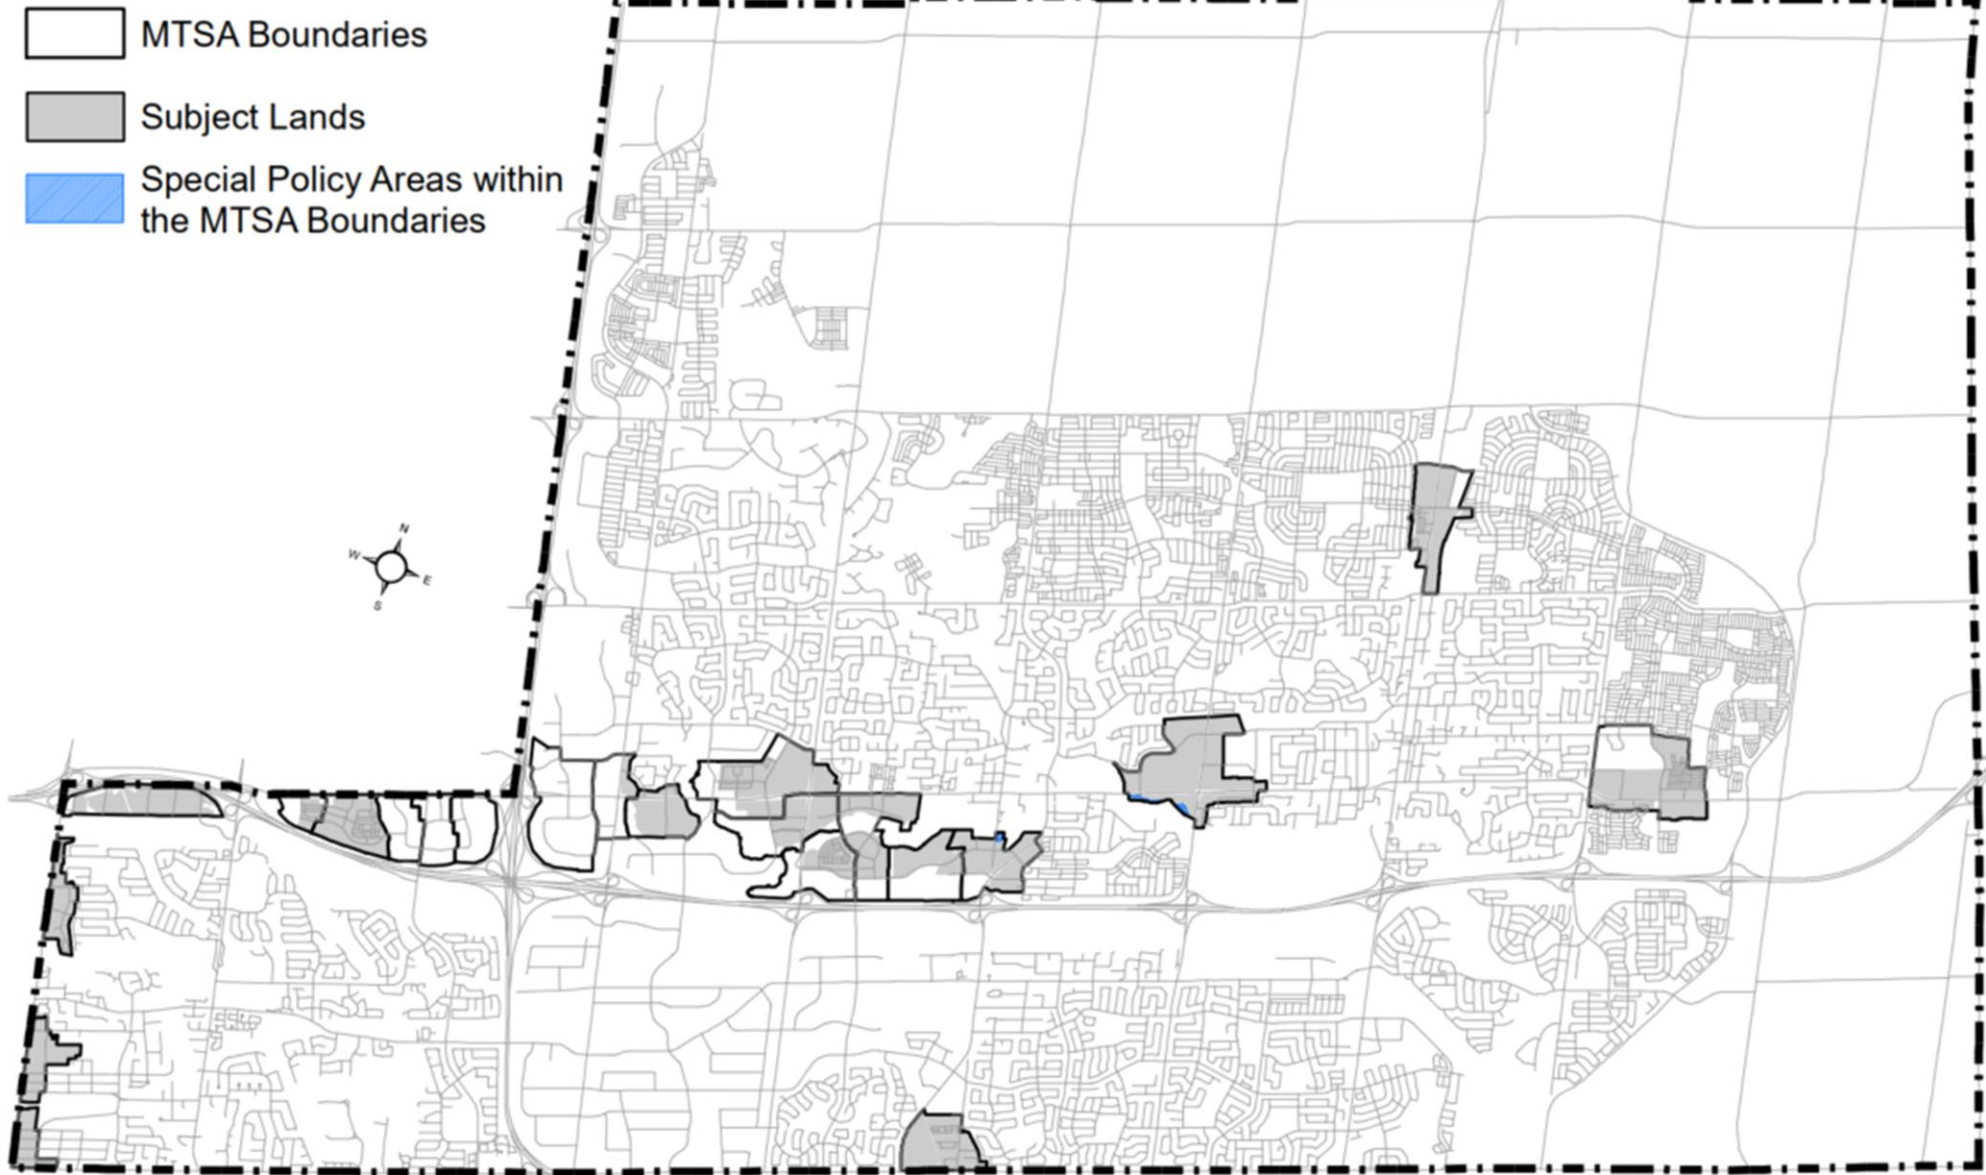 MTSA Boundaries
Subject Lands
Special Policy Areas within
the MTSA Boundaries
N
W
E
S